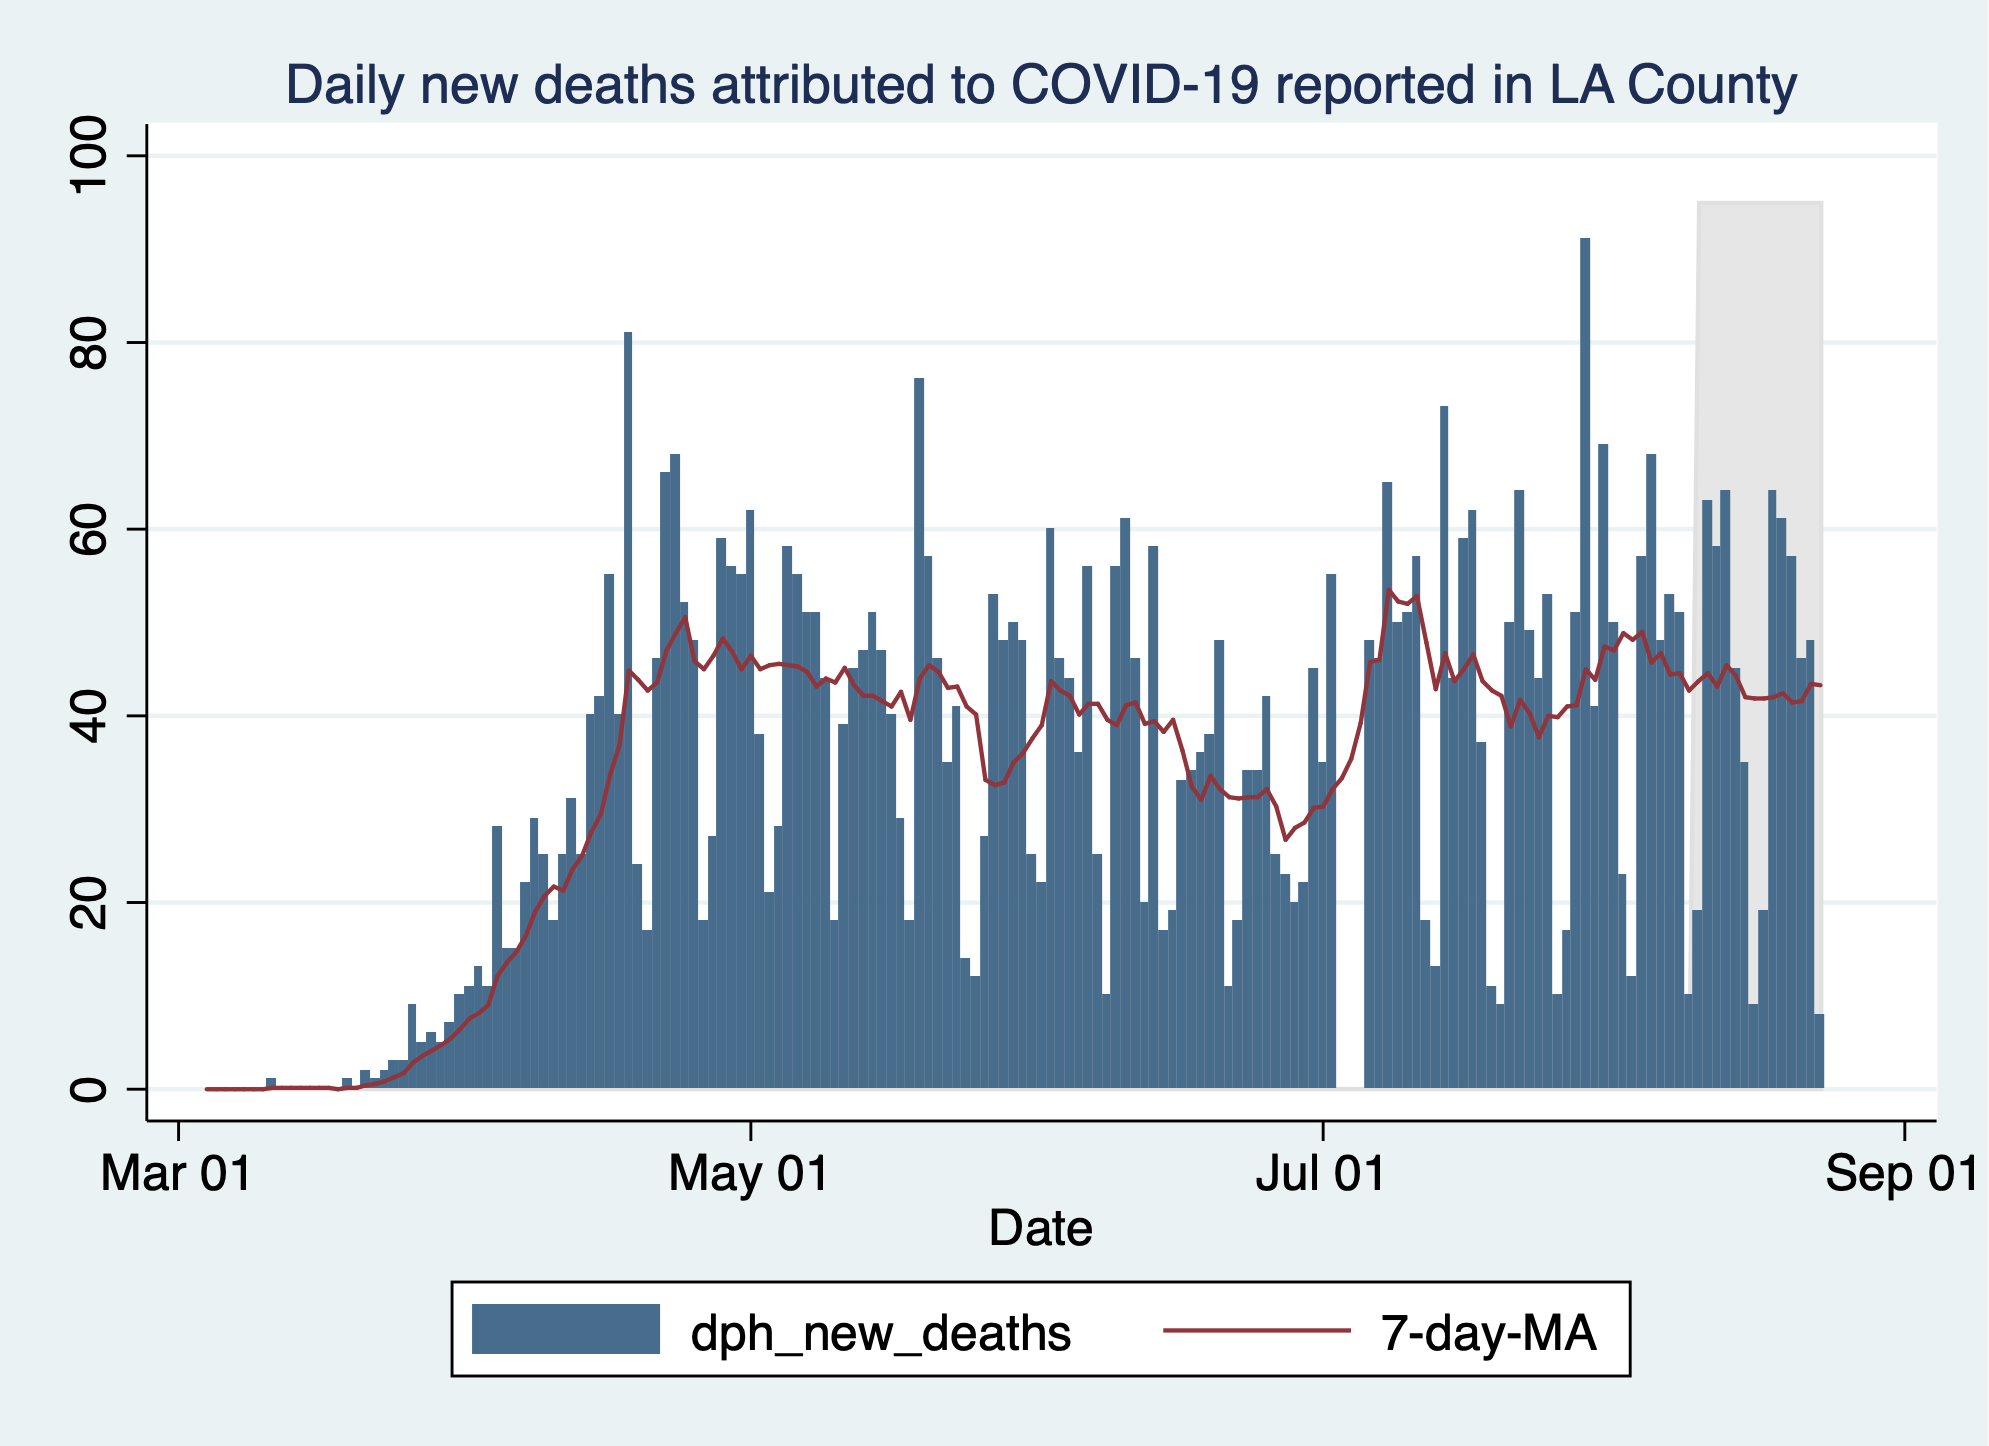 Daily new deaths attributed to COVID-19 reported in LA County
100
80
60
40
20
0
Mar 01 May 01 Jul 01 Sep 01
Date
dph_new_deaths 7-day-MA